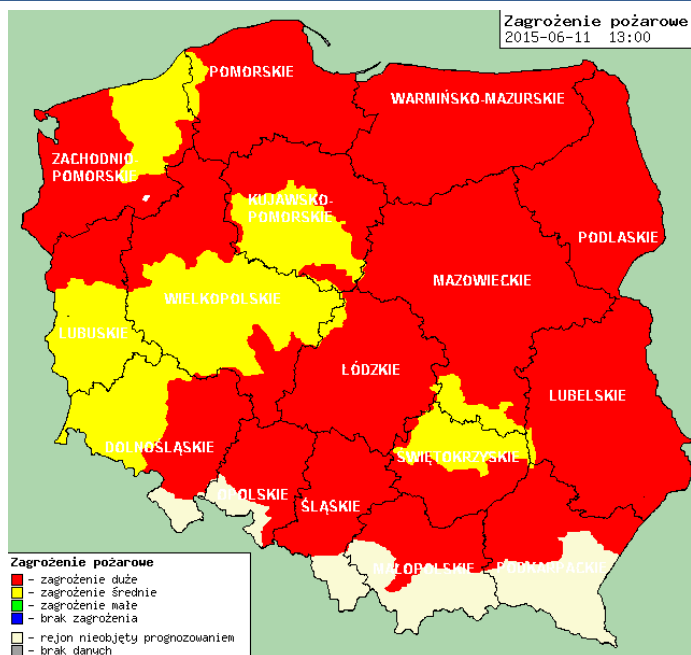 Zagrożenie pożarowe
2015-06-11 13:00
POMORSKIE
WARMIŃSKO-MAZURSKIE
ZACHODNIO-
POMORSKIE
KUJAWSKO-
POMORSKIE
PODLASKIE
MAZOWIECKIE
WIELKOPOLSKIE
LUBUSKIE
ŁÓDZKIE
LUBELSKIE
DOLNOŚLĄSKIE
ŚWIĘTOKRZYSKIE
OPOLSKIE
ŚLĄSKIE
MAŁOPOLSKIE
PODKARPACKIE
Zagrożenie pożarowe
- zagrożenie duże
- zagrożenie średnie
- zagrożenie małe
- brak zagrożenia
- rejon nieobjęty prognozowaniem
- brak danych